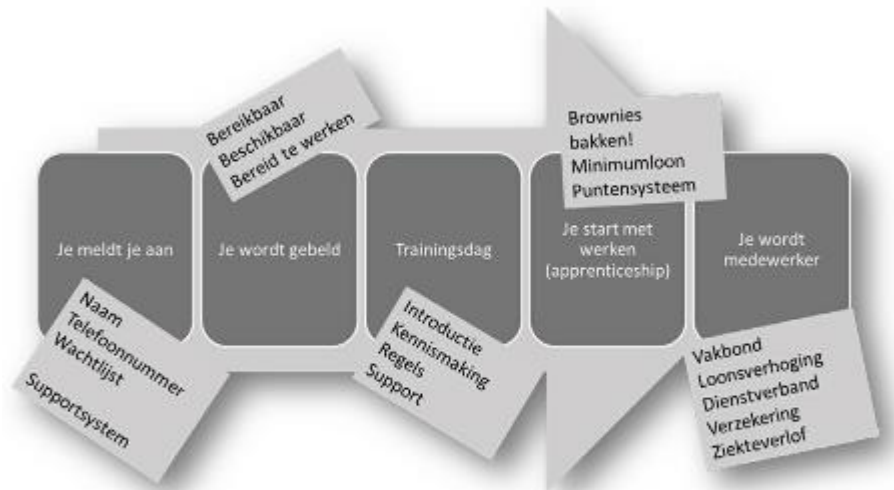 Je meldt je aan
Naam
Telefoonnummer
Wachtlijst
Supportsystem
Bereikbaar
Beschikbaar
Bereid te werken
Je wordt gebeld
Trainingsdag
Introductie
Kennismaking
Regels
Support
Brownies
bakken!
Minimumloon
Puntensysteem
Je start met
werken
(apprenticeship)
Je wordt
medewerker
Vakbond
Loonsverhoging
Dienstverband
Verzekering
Ziekteverlof